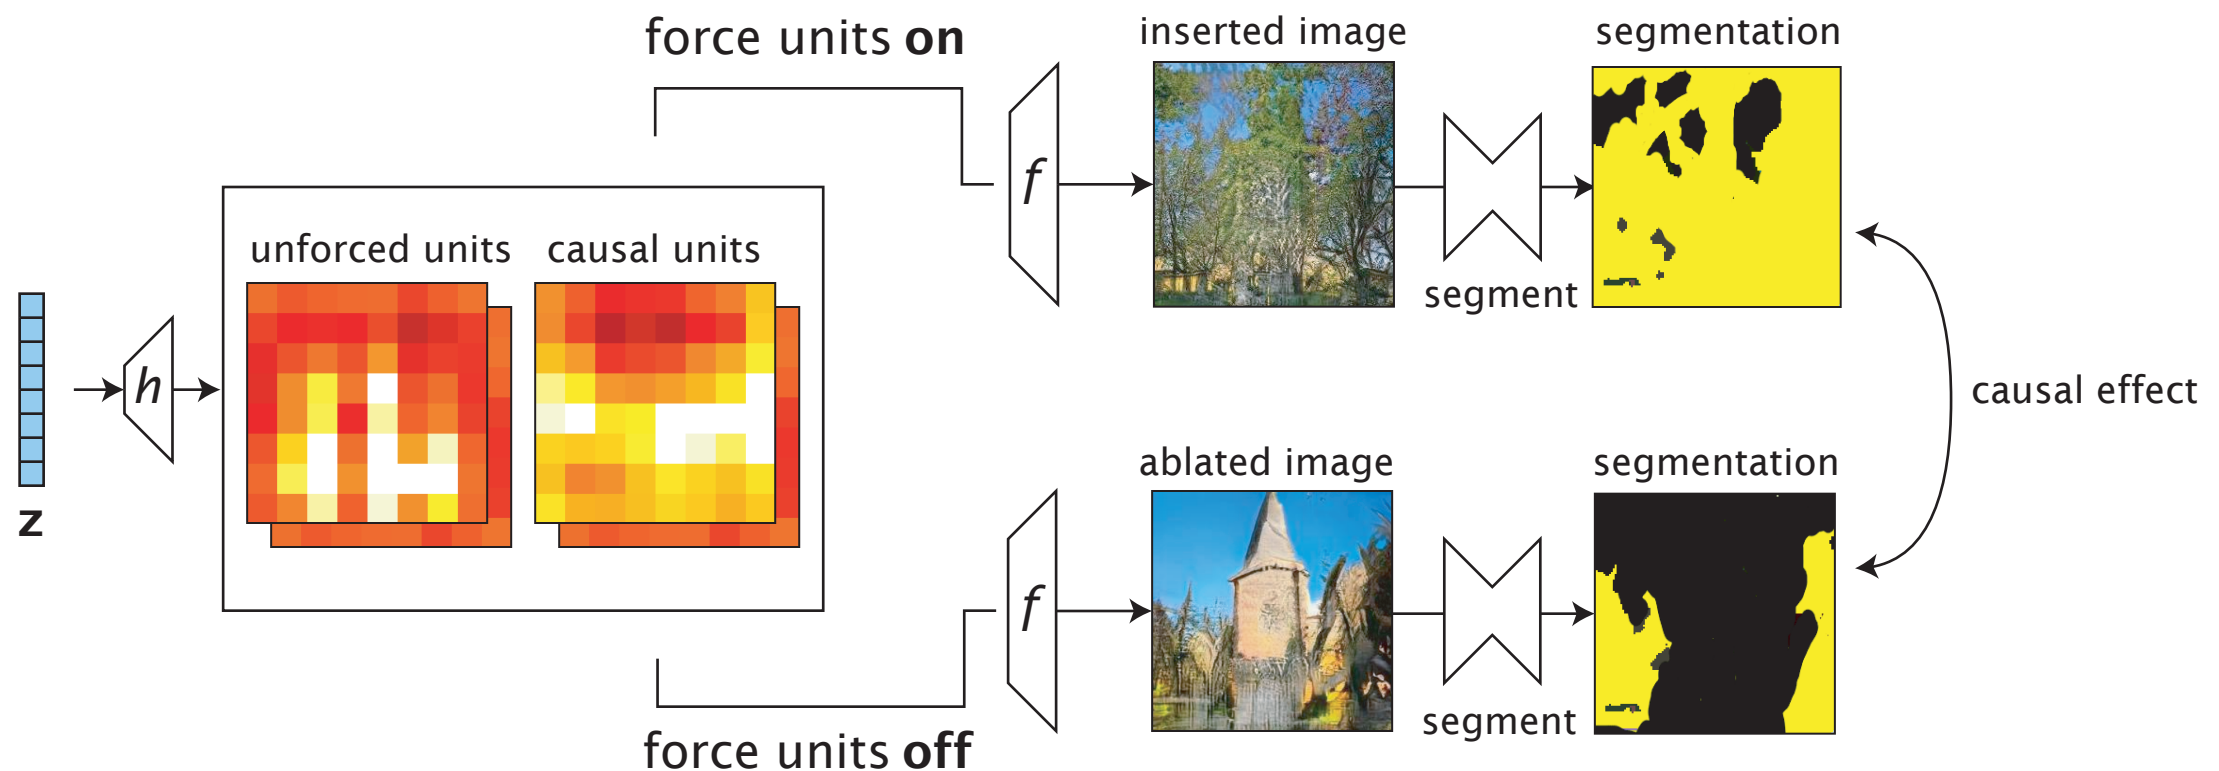 force units on
inserted image
segmentation
f
segment
unforced units
causal units
h
z
causal effect
ablated image
segmentation
f
segment
force units off